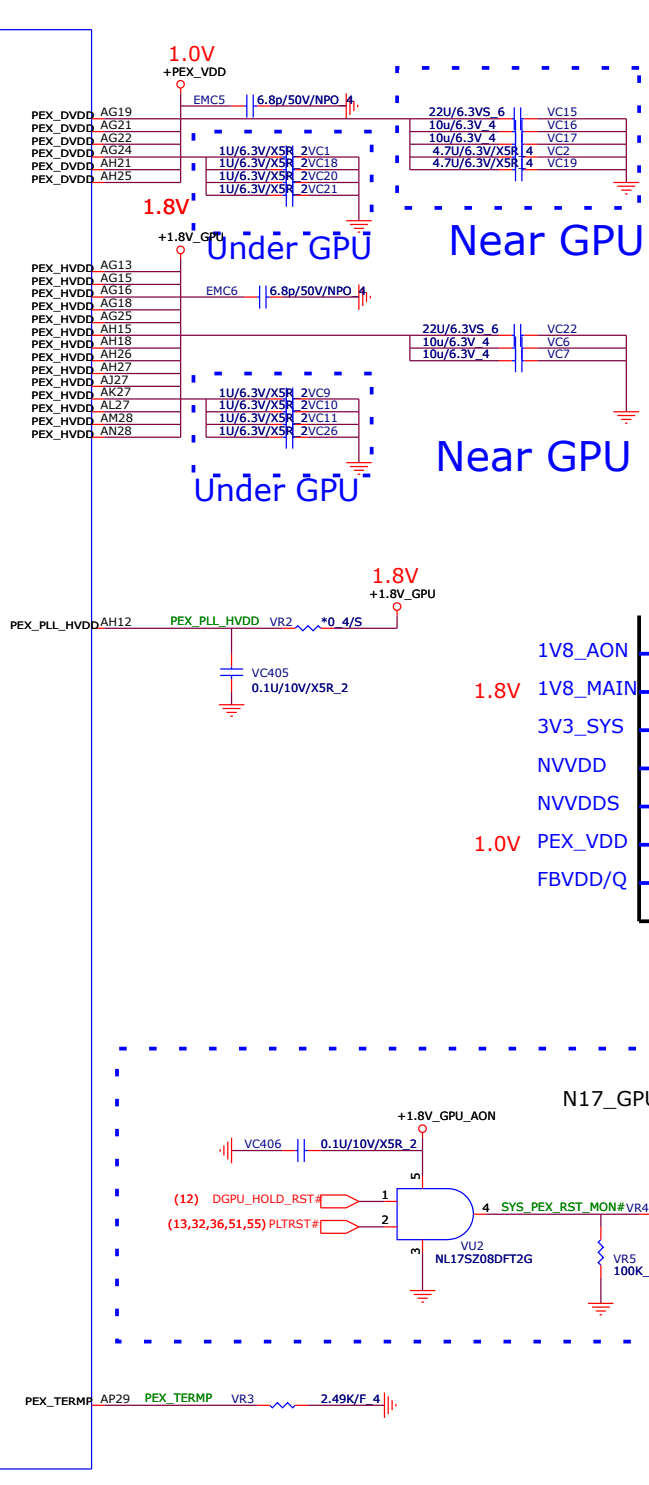 1.0V
+PEX_VDD
EMC5 6.8p/50V/NPO_4
PEX_DVDD AG19
PEX_DVDD AG21
PEX_DVDD AG22
PEX_DVDD AG24
PEX_DVDD AH21
PEX_DVDD AH25
22U/6.3VS_6 VC15
10u/6.3V_4 VC16
10u/6.3V_4 VC17
4.7U/6.3V/X5R_4 VC2
4.7U/6.3V/X5R_4 VC19
1U/6.3V/X5R_2 VC1
1U/6.3V/X5R_2 VC18
1U/6.3V/X5R_2 VC20
1U/6.3V/X5R_2 VC21
1.8V
+1.8V_GPU
Under GPU
Near GPU
PEX_HVDD AG13
PEX_HVDD AG15
PEX_HVDD AG16
PEX_HVDD AG18
PEX_HVDD AG25
PEX_HVDD AH15
PEX_HVDD AH18
PEX_HVDD AH26
PEX_HVDD AH27
PEX_HVDD AJ27
PEX_HVDD AK27
PEX_HVDD AL27
PEX_HVDD AM28
PEX_HVDD AN28
EMC6 6.8p/50V/NPO_4
22U/6.3VS_6 VC22
10u/6.3V_4 VC6
10u/6.3V_4 VC7
1U/6.3V/X5R_2 VC9
1U/6.3V/X5R_2 VC10
1U/6.3V/X5R_2 VC11
1U/6.3V/X5R_2 VC26
Near GPU
Under GPU
1.8V
+1.8V_GPU
PEX_PLL_HVDD AH12 PEX_PLL_HVDD VR2 *0_4/S
VC405
0.1U/10V/X5R_2
1V8_AON
1.8V 1V8_MAIN
3V3_SYS
NVVDD
NVVDDS
1.0V PEX_VDD
FBVDD/Q
N17_GPU
+1.8V_GPU_AON
VC406 0.1U/10V/X5R_2
5
(12) DGPU_HOLD_RST# 1
4 SYS_PEX_RST_MON# VR4
(13,32,36,51,55) PLTRST# 2
3
VU2
NL17SZ08DFT2G
VR5
100K_
PEX_TERMP AP29 PEX_TERMP VR3 2.49K/F_4